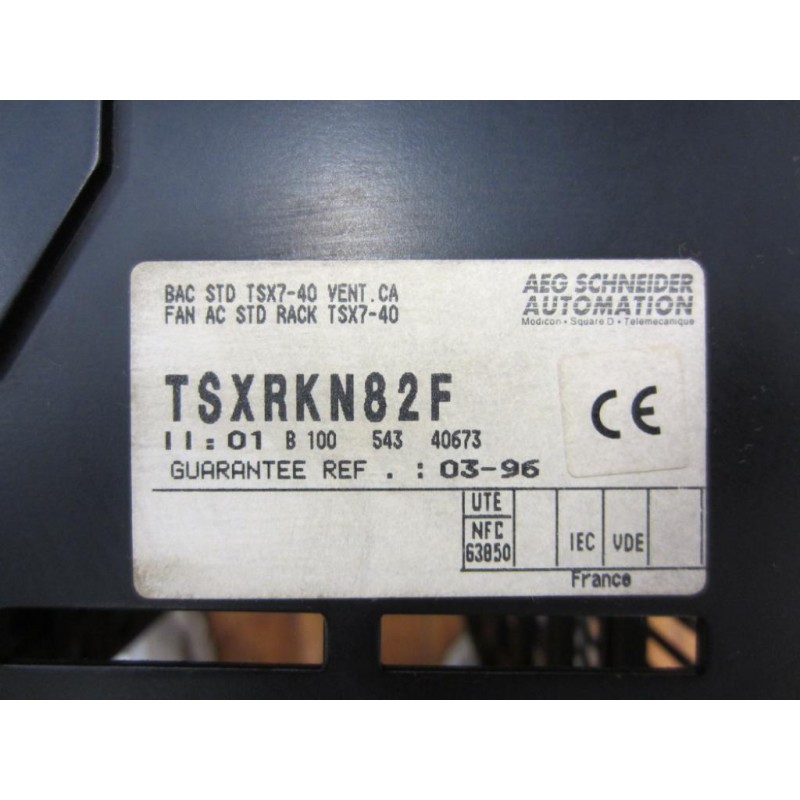 BAC STD TSX7-40 VENT.CA
FAN AC STD RACK TSX7-40
AEG SCHNEIDER
AUTOMATION
Modicon • Square D • Telemecanique
TSXRKN82F
II:01 B 100 543 40673
GUARANTEE REF . : 03-96
CE
UTE
NFC
63850
IEC VDE
France